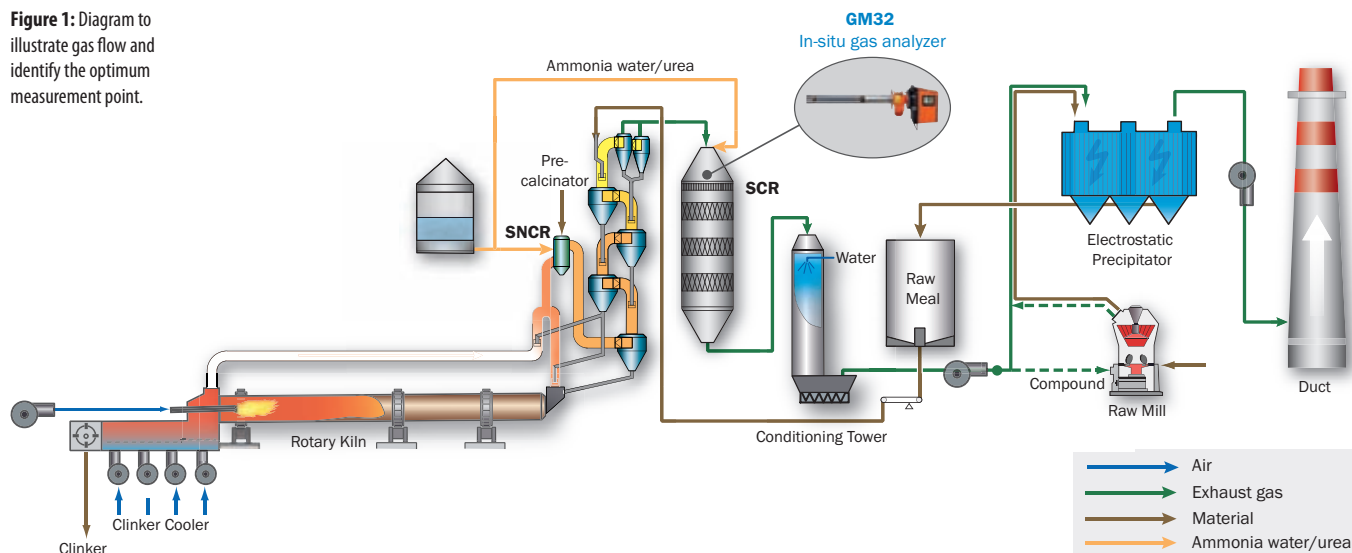 Figure 1: Diagram to
illustrate gas flow and
identify the optimum
measurement point.
GM32
In-situ gas analyzer
Ammonia water/urea
Pre-
calcinator
SNCR
SCR
Water
Raw
Meal
Electrostatic
Precipitator
Compound
Raw Mill
Duct
Rotary Kiln
Conditioning Tower
Clinker Cooler
Clinker
Air
Exhaust gas
Material
Ammonia water/urea